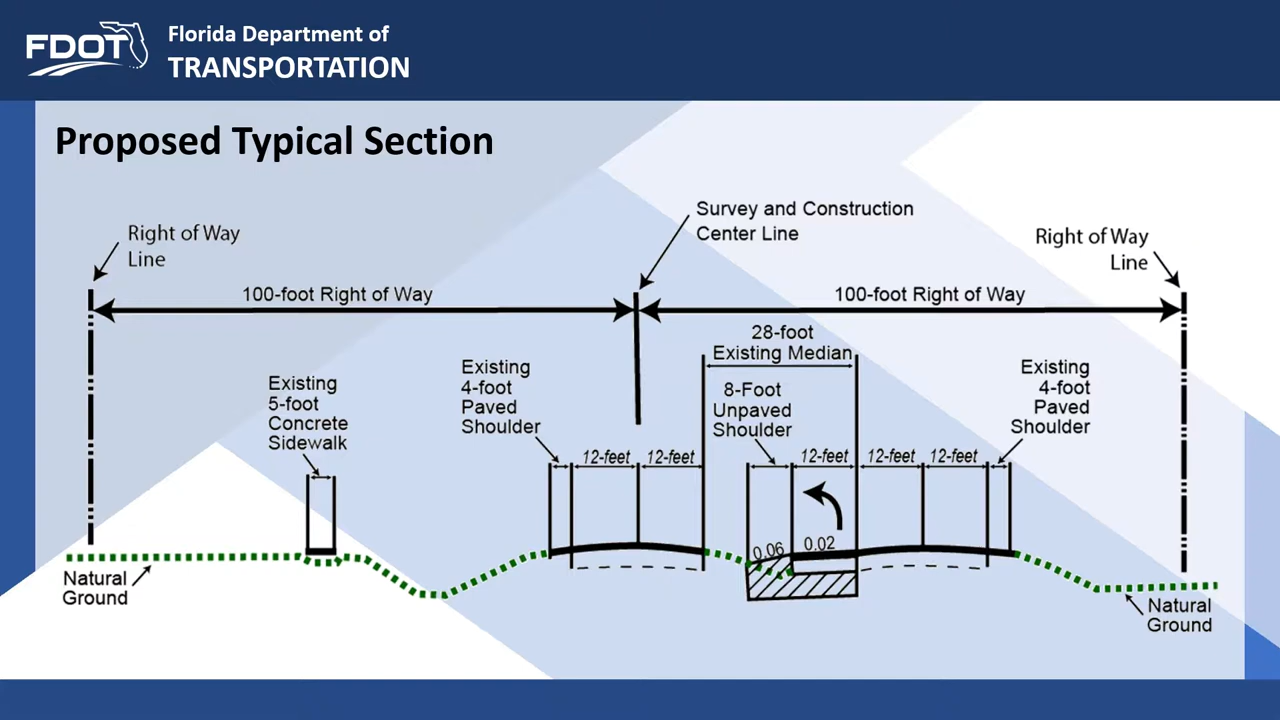 FDOT
Florida Department of
TRANSPORTATION
Proposed Typical Section
Right of Way
Line
Survey and Construction
Center Line
Right of Way
Line
100-foot Right of Way
100-foot Right of Way
28-foot
Existing Median
Existing
5-foot
Concrete
Sidewalk
Existing
4-foot
Paved
Shoulder
8-Foot
Unpaved
Shoulder
Existing
4-foot
Paved
Shoulder
12-feet
12-feet
12-feet
12-feet
12-feet
0.06
0.02
Natural
Ground
Natural
Ground